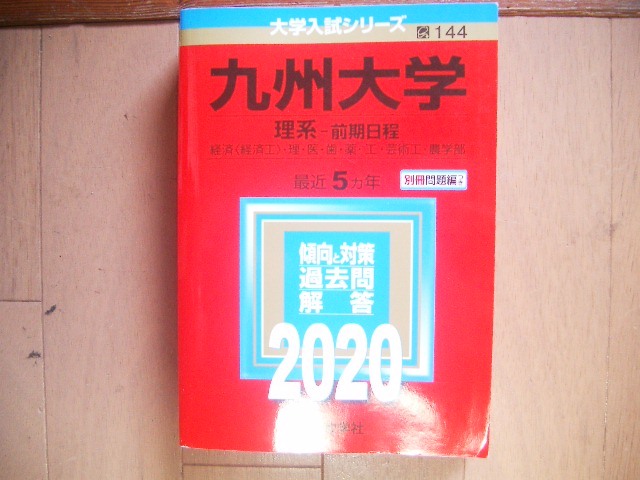 大学入試シリーズ
144
九州大学
理系-前期日程
経済〈経済工〉・理・医・歯・薬・工・芸術工・農学部
最近5カ年
別冊問題編つき
傾向と対策
過去問
解答
2020
学社